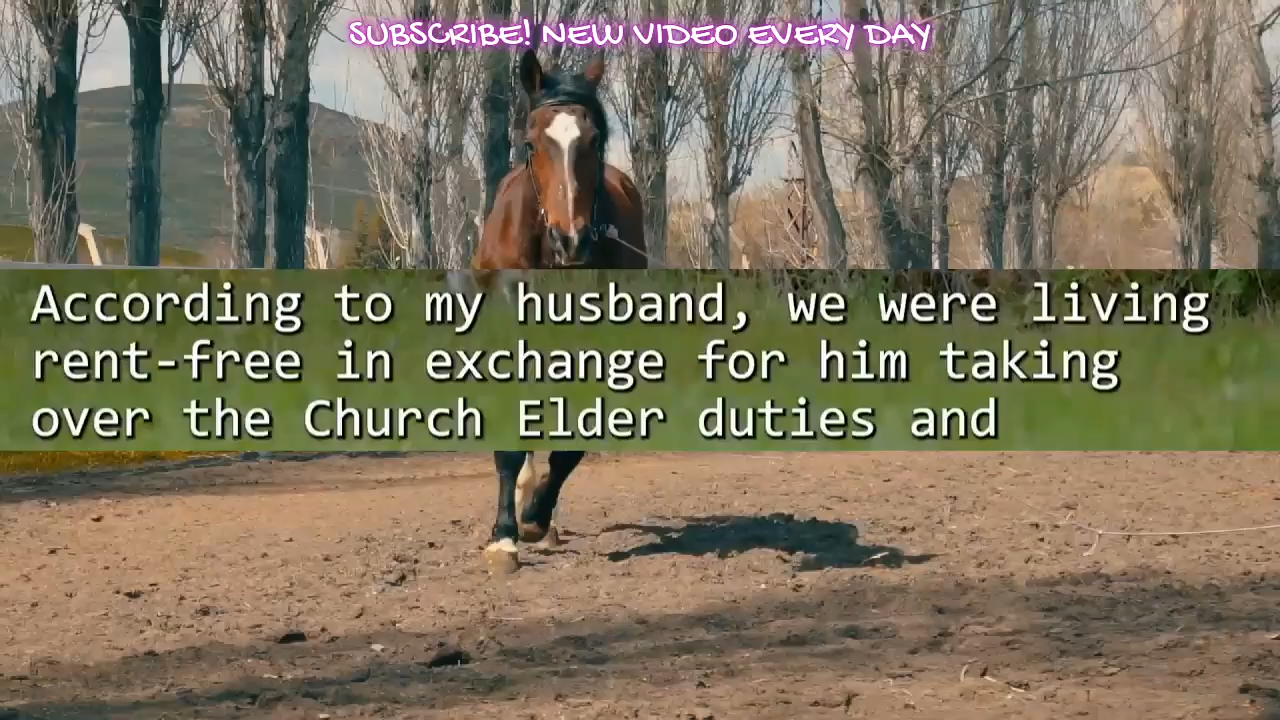 SUBSCRIBE! NEW VIDEO EVERY DAY
According to my husband, we were living
rent-free in exchange for him taking
over the Church Elder duties and